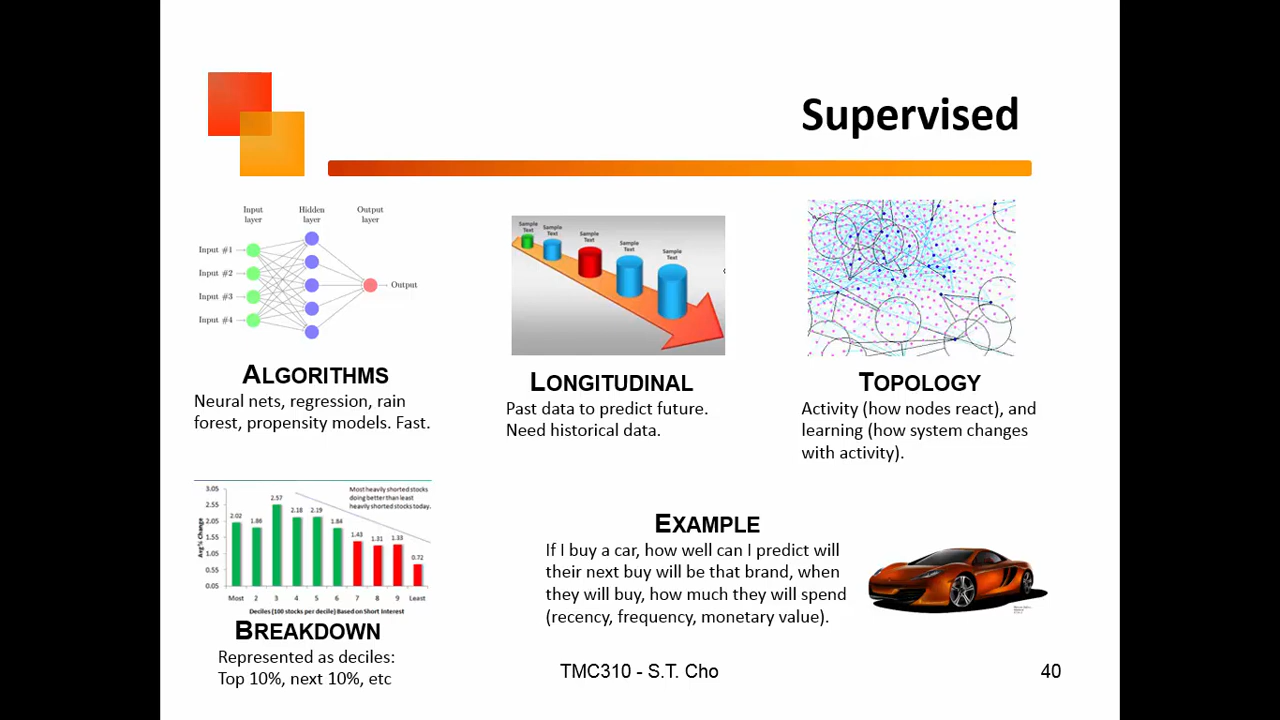 Supervised
Input layer
Hidden layer
Output layer
Input #1
Input #2
Input #3
Input #4
Output
ALGORITHMS
Neural nets, regression, rain
forest, propensity models. Fast.
Sample Text
Sample Text
Sample Text
Sample Text
Sample Text
LONGITUDINAL
Past data to predict future.
Need historical data.
TOPOLOGY
Activity (how nodes react), and
learning (how system changes
with activity).
Most heavily shorted stocks
doing better than least
heavily shorted stocks today.
Avg % Change
3.05
2.55
2.05
1.55
1.05
0.55
0.05
2.02
2.57
2.18
2.19
1.84
1.43
1.31
1.33
0.72
Most 2 3 4 5 6 7 8 9 Least
Deciles (100 stocks per decile) Based on Short Interest
BREAKDOWN
Represented as deciles:
Top 10%, next 10%, etc
EXAMPLE
If I buy a car, how well can I predict will
their next buy will be that brand, when
they will buy, how much they will spend
(recency, frequency, monetary value).
TMC310 - S.T. Cho
40